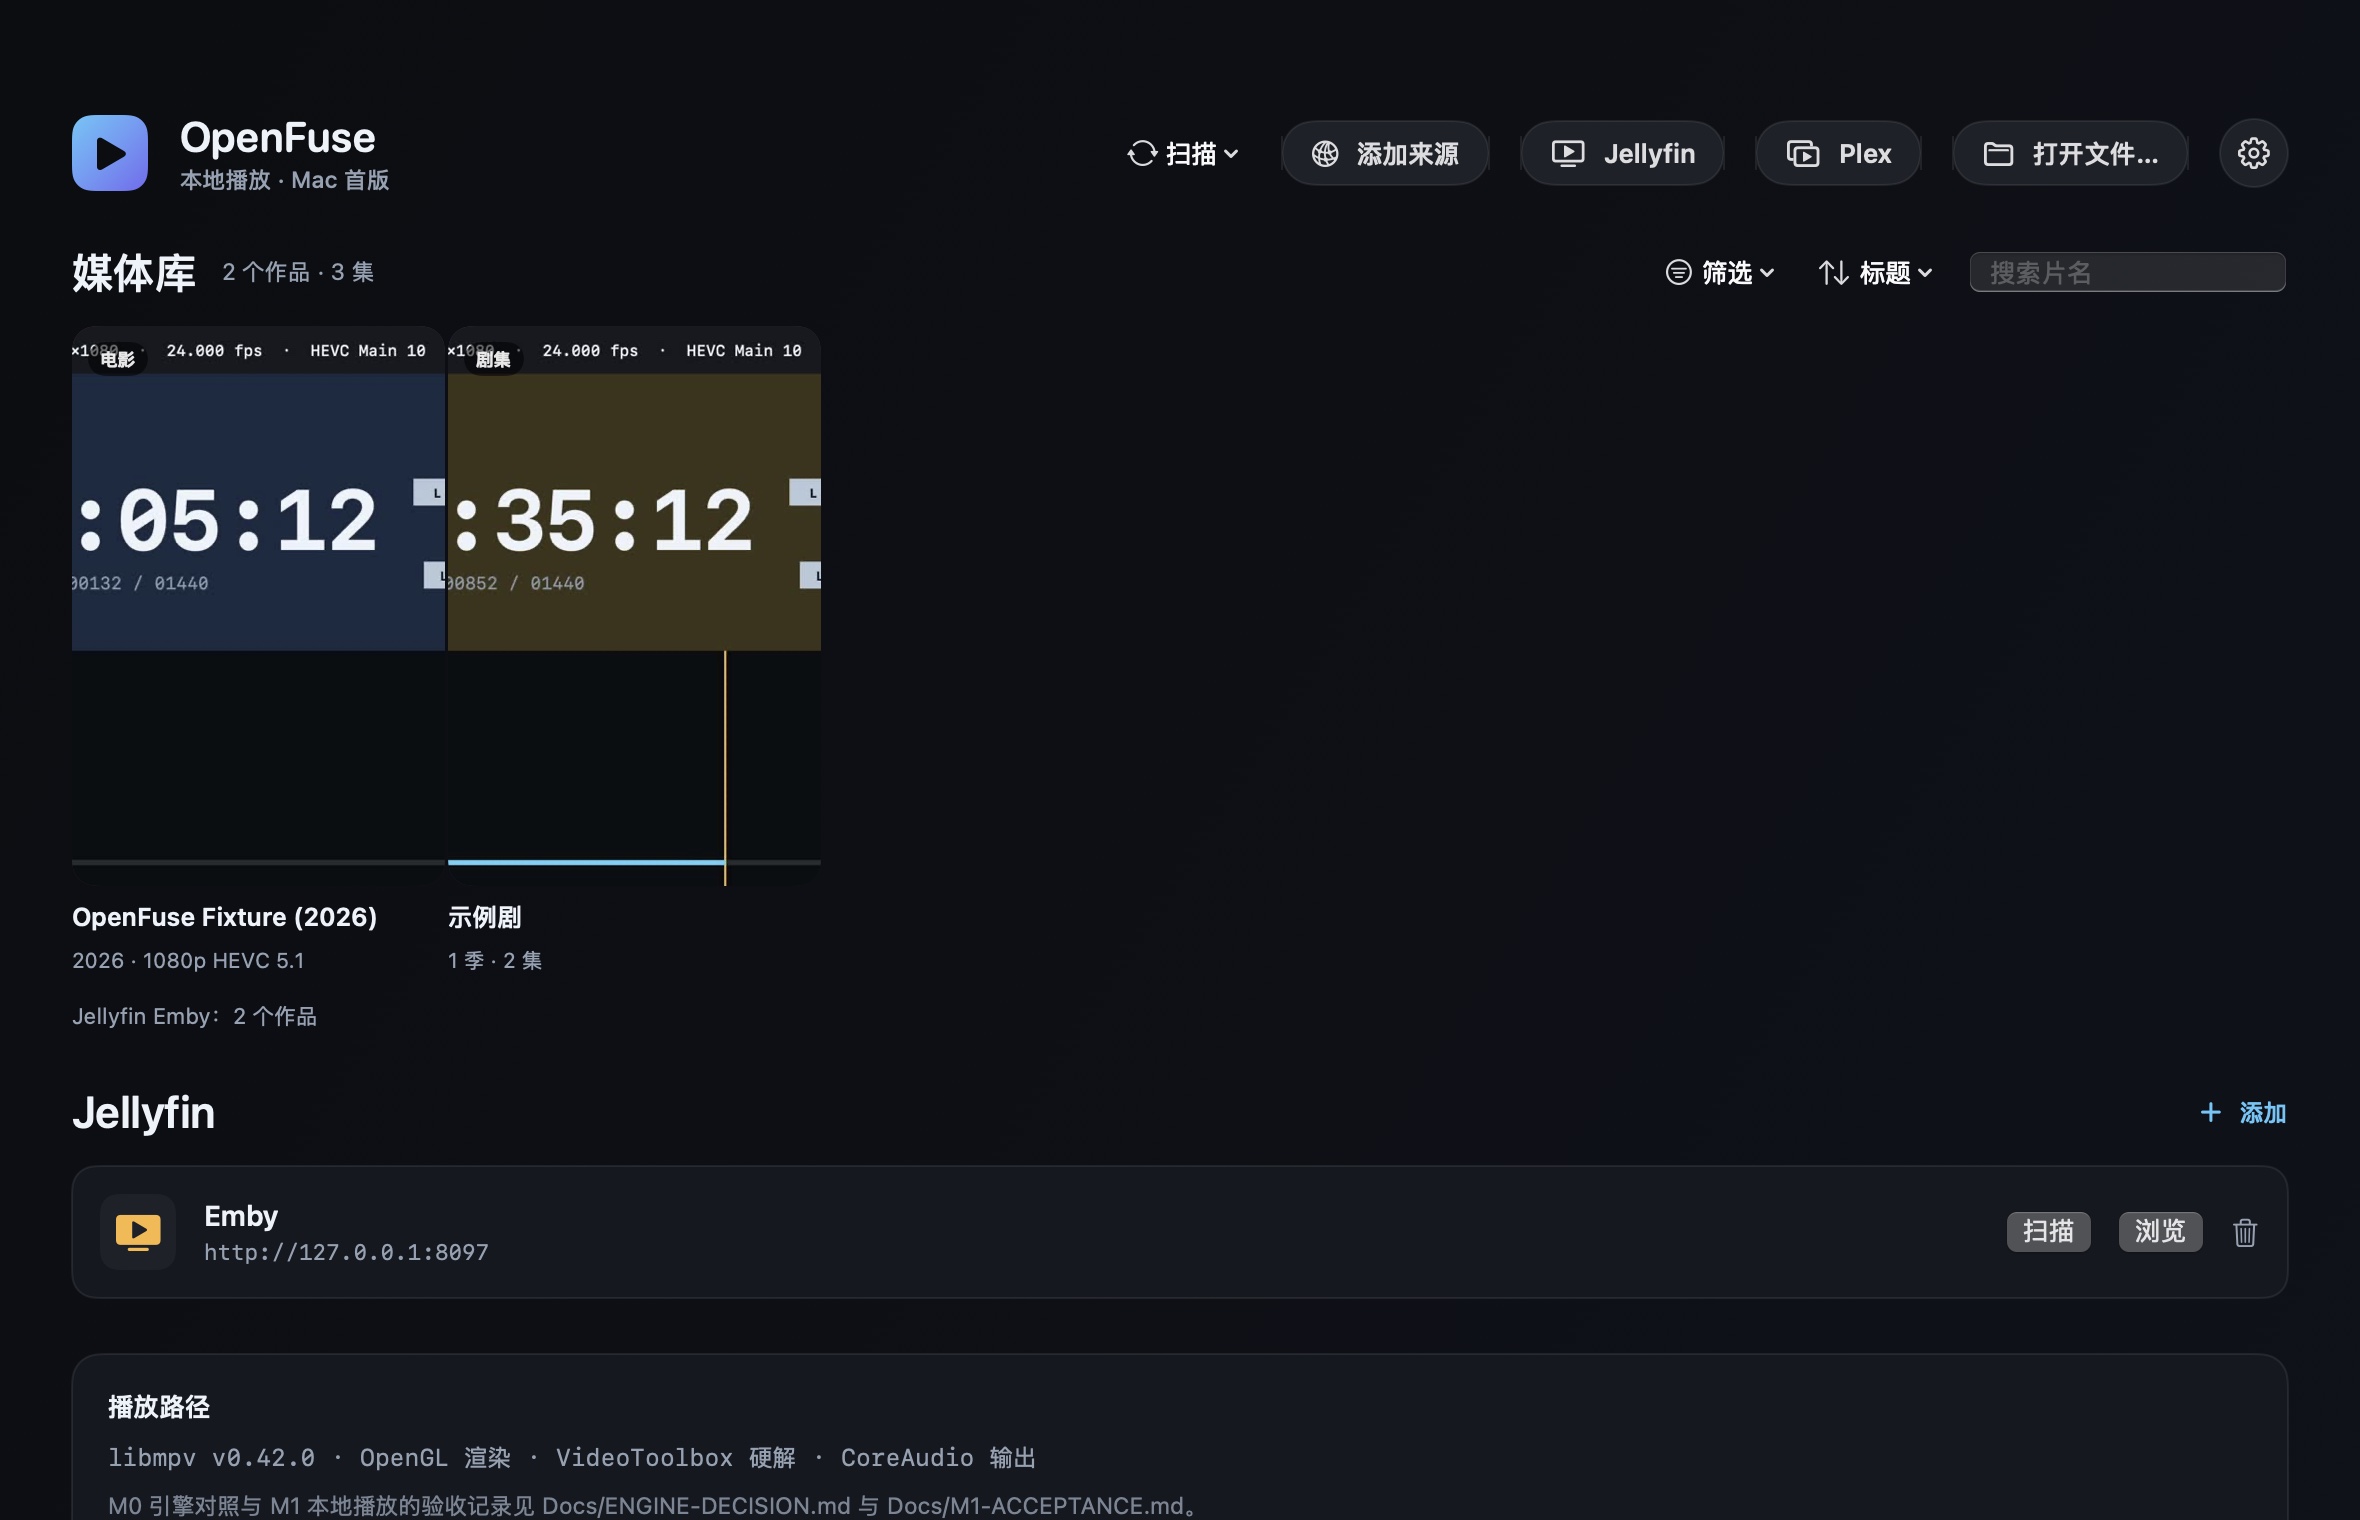 OpenFuse
本地播放 · Mac 首版
扫描
添加来源
Jellyfin
Plex
打开文件...
媒体库
2 个作品 · 3 集
筛选
标题
搜索片名
×1080 · 24.000 fps · HEVC Main 10
电影
:05:12
L
00132 / 01440
L
×1080 · 24.000 fps · HEVC Main 10
剧集
:35:12
L
00852 / 01440
L
OpenFuse Fixture (2026)
2026 · 1080p HEVC 5.1
示例剧
1 季 · 2 集
Jellyfin Emby：2 个作品
Jellyfin
+ 添加
Emby
http://127.0.0.1:8097
扫描
浏览
播放路径
libmpv v0.42.0 · OpenGL 渲染 · VideoToolbox 硬解 · CoreAudio 输出
M0 引擎对照与 M1 本地播放的验收记录见 Docs/ENGINE-DECISION.md 与 Docs/M1-ACCEPTANCE.md。